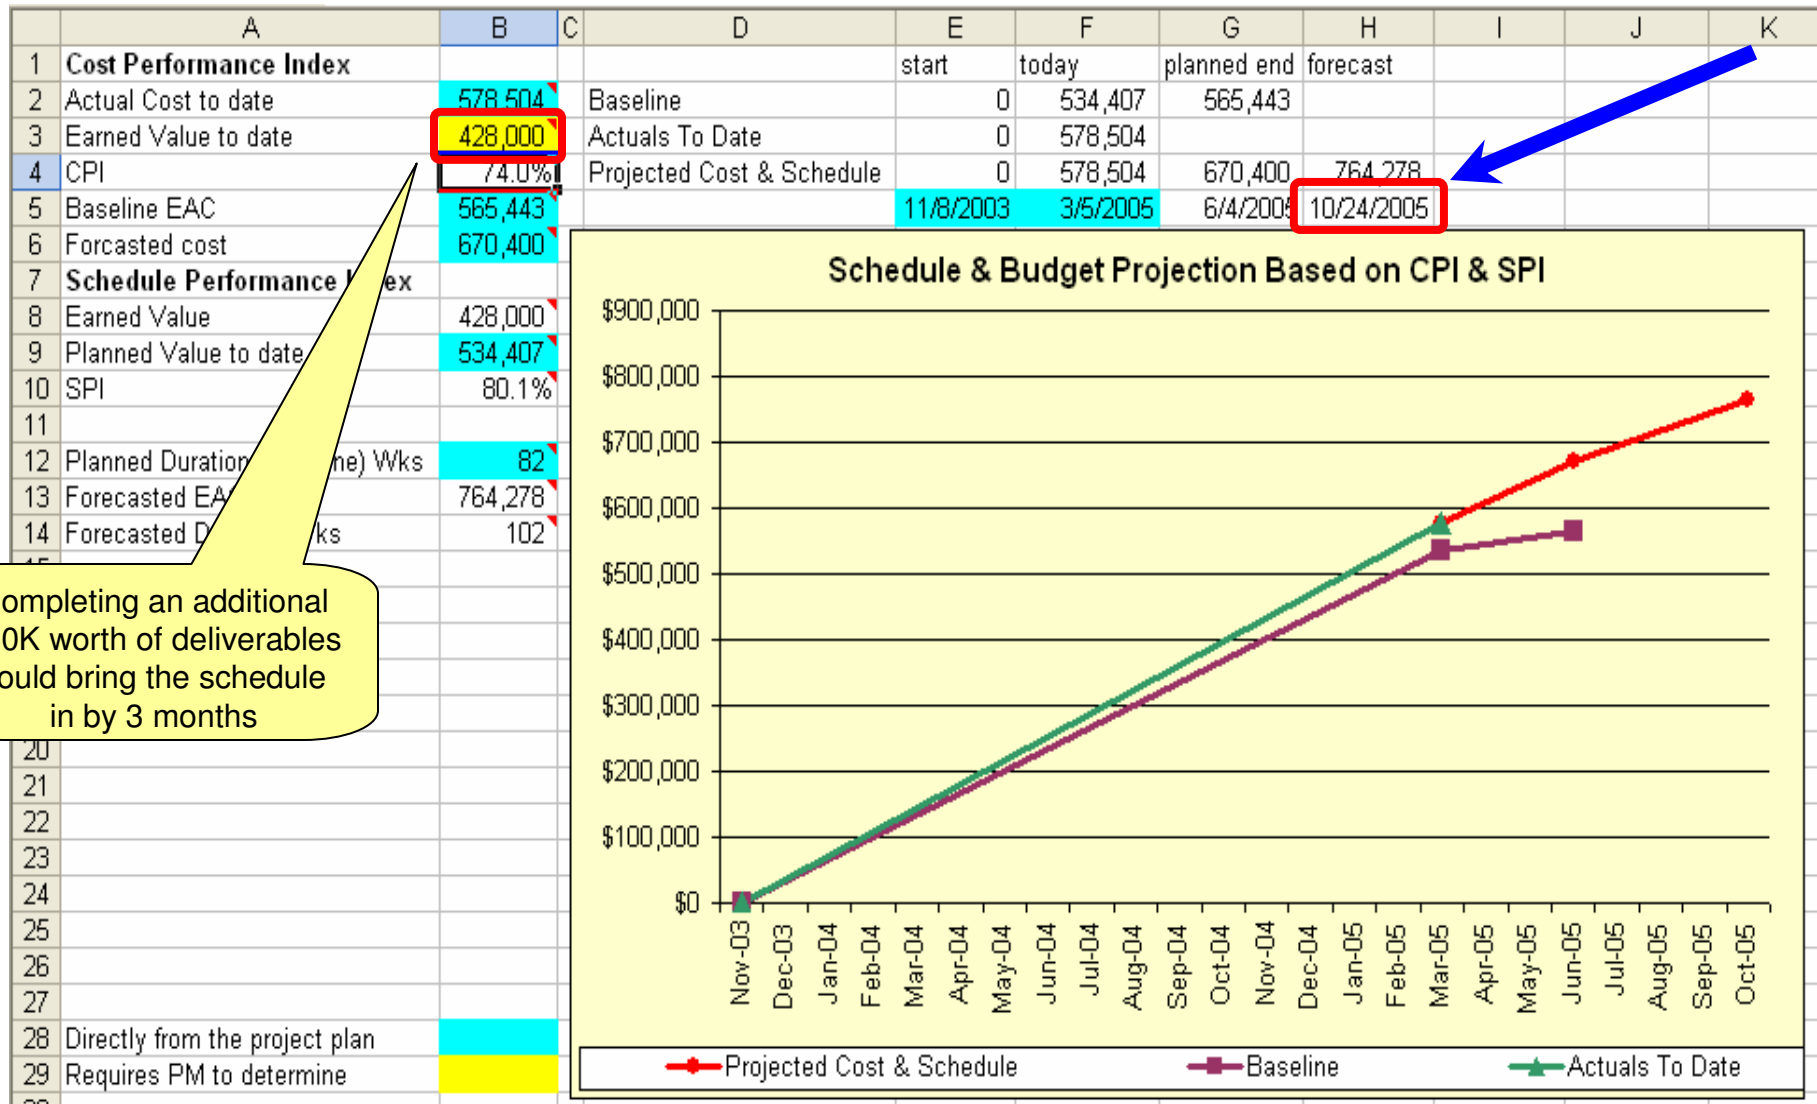 A B C D E F G H I J K
1 Cost Performance Index start today planned end forecast
2 Actual Cost to date 578,504 Baseline 0 534,407 565,443
3 Earned Value to date 428,000 Actuals To Date 0 578,504
4 CPI 74.0% Projected Cost & Schedule 0 578,504 670,400 764,278
5 Baseline EAC 565,443 11/8/2003 3/5/2005 6/4/2005 10/24/2005
6 Forcasted cost 670,400
7 Schedule Performance ex
8 Earned Value 428,000
9 Planned Value to date 534,407
10 SPI 80.1%
11
12 Planned Duration ne) Wks 82
13 Forecasted EA 764,278
14 Forecasted D ks 102
ompleting an additional
0K worth of deliverables
ould bring the schedule
in by 3 months
20
21
22
23
24
25
26
27
28 Directly from the project plan
29 Requires PM to determine
Schedule & Budget Projection Based on CPI & SPI
$900,000
$800,000
$700,000
$600,000
$500,000
$400,000
$300,000
$200,000
$100,000
$0
Nov-03 Dec-03 Jan-04 Feb-04 Mar-04 Apr-04 May-04 Jun-04 Jul-04 Aug-04 Sep-04 Oct-04 Nov-04 Dec-04 Jan-05 Feb-05 Mar-05 Apr-05 May-05 Jun-05 Jul-05 Aug-05 Sep-05 Oct-05
Projected Cost & Schedule Baseline Actuals To Date